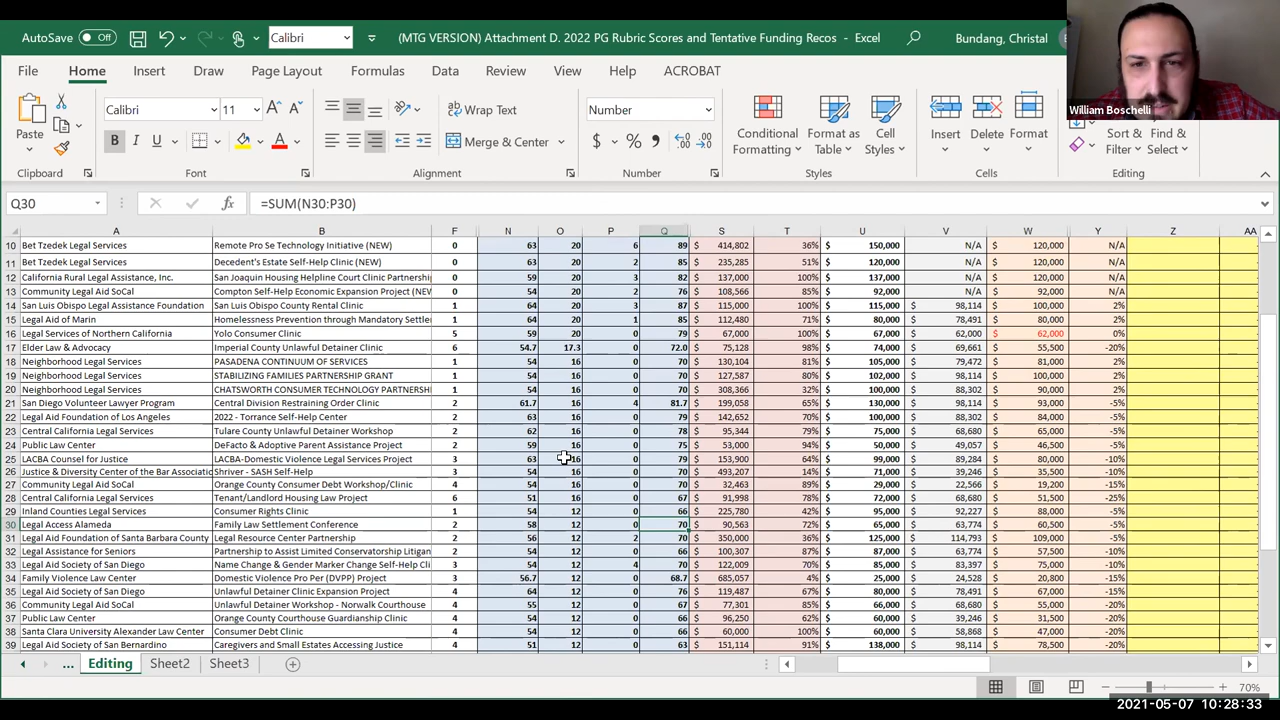 AutoSave Off Calibri (MTG VERSION) Attachment D. 2022 PG Rubric Scores and Tentative Funding Recos - Excel Bundang, Christal
File Home Insert Draw Page Layout Formulas Data Review View Help ACROBAT
William Boschelli
Calibri 11 Wrap Text Number
Paste B I U Merge & Center $ % Conditional Formatting Format as Table Cell Styles Insert Delete Format Sort & Filter Find & Select
Clipboard Font Alignment Number Styles Cells Editing
Q30 fx =SUM(N30:P30)
A B F N O P Q S T U V W Y Z AA
10 Bet Tzedek Legal Services Remote Pro Se Technology Initiative (NEW) 0 63 20 6 89 $ 414,802 36% 150,000 N/A $ 120,000 N/A
11 Bet Tzedek Legal Services Decedent's Estate Self-Help Clinic (NEW) 0 63 20 2 85 $ 235,285 51% 120,000 N/A $ 120,000 N/A
12 California Rural Legal Assistance, Inc. San Joaquin Housing Helpline Court Clinic Partnership 0 59 20 3 82 $ 137,000 100% 137,000 N/A $ 120,000 N/A
13 Community Legal Aid SoCal Compton Self-Help Economic Expansion Project (NEW 0 54 20 2 76 $ 108,566 85% 92,000 N/A $ 92,000 N/A
14 San Luis Obispo Legal Assistance Foundation San Luis Obispo County Rental Clinic 1 64 20 3 87 $ 115,000 100% 115,000 $ 98,114 $ 100,000 2%
15 Legal Aid of Marin Homelessness Prevention through Mandatory Settle 1 64 20 1 85 $ 112,480 71% 80,000 $ 78,491 $ 80,000 2%
16 Legal Services of Northern California Yolo Consumer Clinic 5 59 20 0 79 $ 67,000 100% 67,000 $ 62,000 $ 62,000 0%
17 Elder Law & Advocacy Imperial County Unlawful Detainer Clinic 6 54.7 17.3 0 72.0 $ 75,128 98% 74,000 $ 69,661 $ 55,500 -20%
18 Neighborhood Legal Services PASADENA CONTINUUM OF SERVICES 1 54 16 0 70 $ 130,104 81% 105,000 $ 79,472 $ 81,000 2%
19 Neighborhood Legal Services STABILIZING FAMILIES PARTNERSHIP GRANT 1 54 16 0 70 $ 127,587 80% 102,000 $ 78,491 $ 80,000 2%
20 Neighborhood Legal Services CHATSWORTH CONSUMER TECHNOLOGY PARTNERSH 1 54 16 0 70 $ 308,366 32% 100,000 $ 88,302 $ 90,000 2%
21 San Diego Volunteer Lawyer Program Central Division Restraining Order Clinic 2 61.7 16 4 81.7 $ 199,058 65% 130,000 $ 98,114 $ 93,000 -5%
22 Legal Aid Foundation of Los Angeles 2022 - Torrance Self-Help Center 2 63 16 0 79 $ 142,652 70% 100,000 $ 88,302 $ 84,000 -5%
23 Central California Legal Services Tulare County Unlawful Detainer Workshop 2 62 16 0 78 $ 95,344 79% 75,000 $ 68,680 $ 65,000 -5%
24 Public Law Center DeFacto & Adoptive Parent Assistance Project 2 59 16 0 75 $ 53,000 94% 50,000 $ 49,057 $ 46,500 -5%
25 LACBA Counsel for Justice LACBA-Domestic Violence Legal Services Project 3 63 16 0 79 $ 153,900 64% 99,000 $ 89,284 $ 80,000 -10%
26 Justice & Diversity Center of the Bar Associatic Shriver - SASH Self-Help 3 54 16 0 70 $ 493,207 14% 71,000 $ 39,246 $ 35,500 -10%
27 Community Legal Aid SoCal Orange County Consumer Debt Workshop/Clinic 4 54 16 0 70 $ 32,463 89% 29,000 $ 22,566 $ 19,200 -15%
28 Central California Legal Services Tenant/Landlord Housing Law Project 6 51 16 0 67 $ 91,998 78% 72,000 $ 68,680 $ 51,500 -25%
29 Inland Counties Legal Services Consumer Rights Clinic 1 54 12 0 66 $ 225,780 42% 95,000 $ 92,227 $ 88,000 -5%
30 Legal Access Alameda Family Law Settlement Conference 2 58 12 0 70 $ 90,563 72% 65,000 $ 63,774 $ 60,500 -5%
31 Legal Aid Foundation of Santa Barbara County Legal Resource Center Partnership 2 56 12 2 70 $ 350,000 36% 125,000 $ 114,793 $ 109,000 -5%
32 Legal Assistance for Seniors Partnership to Assist Limited Conservatorship Litigan 3 54 12 0 66 $ 100,307 87% 87,000 $ 63,774 $ 57,500 -10%
33 Legal Aid Society of San Diego Name Change & Gender Marker Change Self-Help Cli 3 54 12 4 70 $ 122,009 70% 85,000 $ 83,397 $ 75,000 -10%
34 Family Violence Law Center Domestic Violence Pro Per (DVPP) Project 3 56.7 12 0 68.7 $ 685,057 4% 25,000 $ 24,528 $ 20,800 -15%
35 Legal Aid Society of San Diego Unlawful Detainer Clinic Expansion Project 4 64 12 0 76 $ 119,487 67% 80,000 $ 78,491 $ 67,000 -15%
36 Community Legal Aid SoCal Unlawful Detainer Workshop - Norwalk Courthouse 4 55 12 0 67 $ 77,301 85% 66,000 $ 68,680 $ 55,000 -20%
37 Public Law Center Orange County Courthouse Guardianship Clinic 4 54 12 0 66 $ 96,250 62% 60,000 $ 39,246 $ 31,500 -20%
38 Santa Clara University Alexander Law Center Consumer Debt Clinic 4 54 12 0 66 $ 60,000 100% 60,000 $ 58,868 $ 47,000 -20%
39 Legal Aid Society of San Bernardino Caregivers and Small Estates Accessing Justice 4 51 12 0 63 $ 151,114 91% 138,000 $ 98,114 $ 78,500 -20%
... Editing Sheet2 Sheet3
70%
2021-05-07 10:28:33